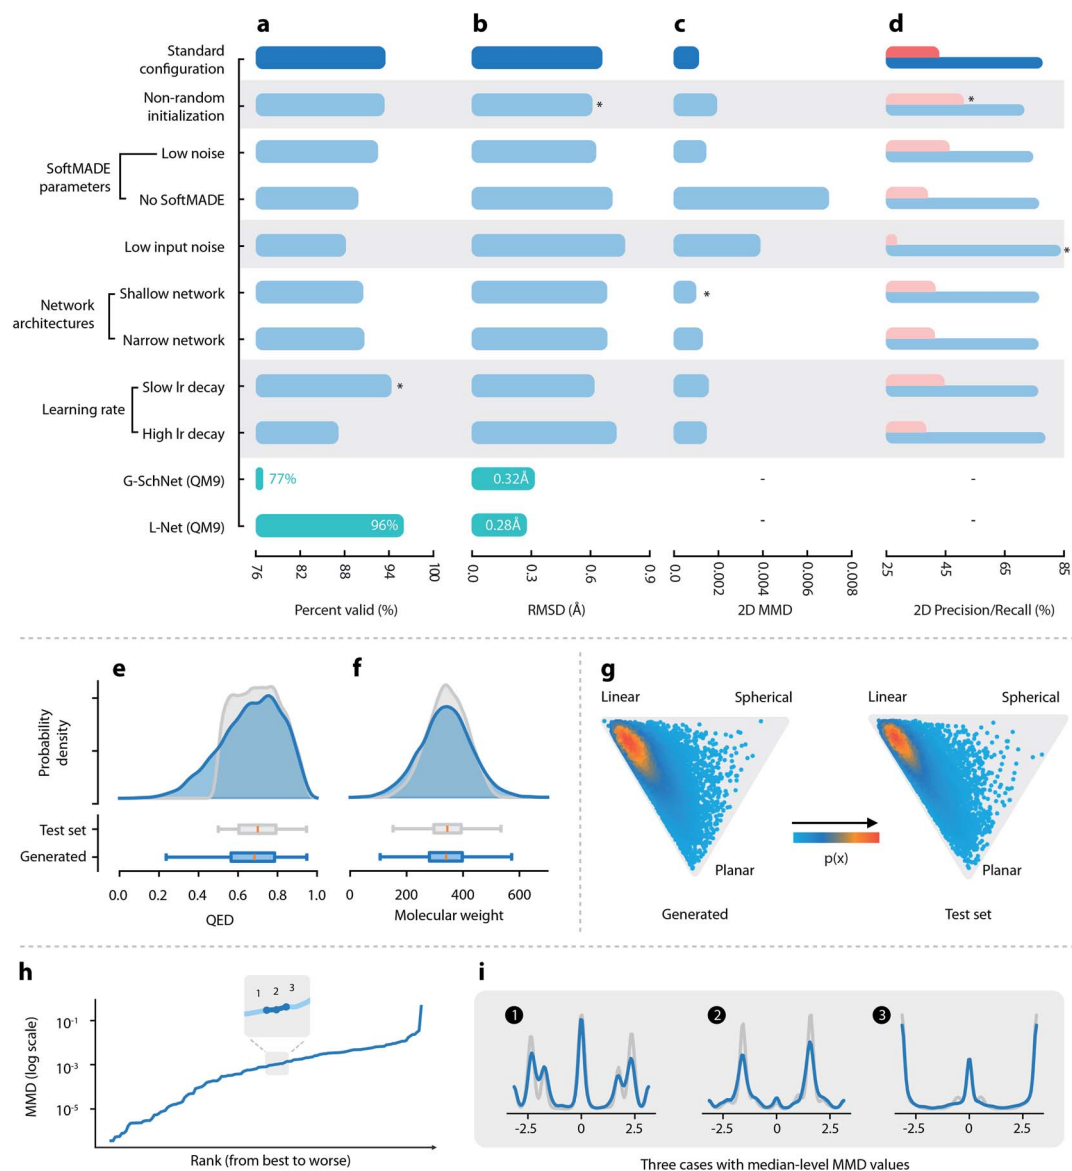 a b c d
Standard
configuration
Non-random
initialization
*
*
SoftMADE
parameters
Low noise
No SoftMADE
Low input noise
*
Network
architectures
Shallow network
*
Narrow network
Learning rate
Slow lr decay
*
High lr decay
G-SchNet (QM9)
77%
0.32Å
-
-
L-Net (QM9)
96%
0.28Å
-
-
76 82 88 94 100
0.0 0.3 0.6 0.9
0.0 0.002 0.004 0.006 0.008
25 45 65 85
Percent valid (%)
RMSD (Å)
2D MMD
2D Precision/Recall (%)
e f
Probability
density
Test set
Generated
0.0 0.2 0.4 0.6 0.8 1.0
0 200 400 600
QED
Molecular weight
g
Linear
Spherical
Linear
Spherical
p(x)
Planar
Planar
Generated
Test set
h
1 2 3
MMD (log scale)
10-1
10-3
10-5
Rank (from best to worse)
i
1 2 3
-2.5 0 2.5
-2.5 0 2.5
-2.5 0 2.5
Three cases with median-level MMD values